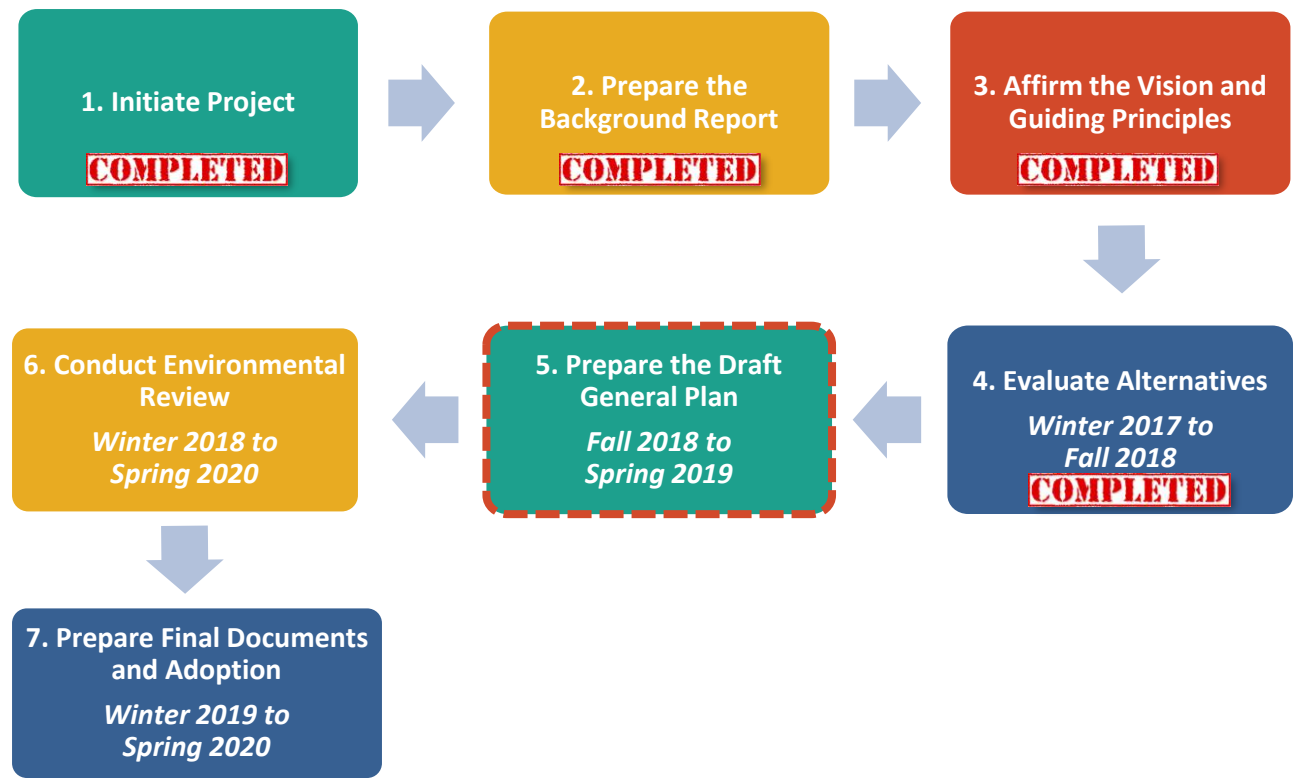 1. Initiate Project
COMPLETED
2. Prepare the
Background Report
COMPLETED
3. Affirm the Vision and
Guiding Principles
COMPLETED
4. Evaluate Alternatives
Winter 2017 to
Fall 2018
COMPLETED
5. Prepare the Draft
General Plan
Fall 2018 to
Spring 2019
6. Conduct Environmental
Review
Winter 2018 to
Spring 2020
7. Prepare Final Documents
and Adoption
Winter 2019 to
Spring 2020